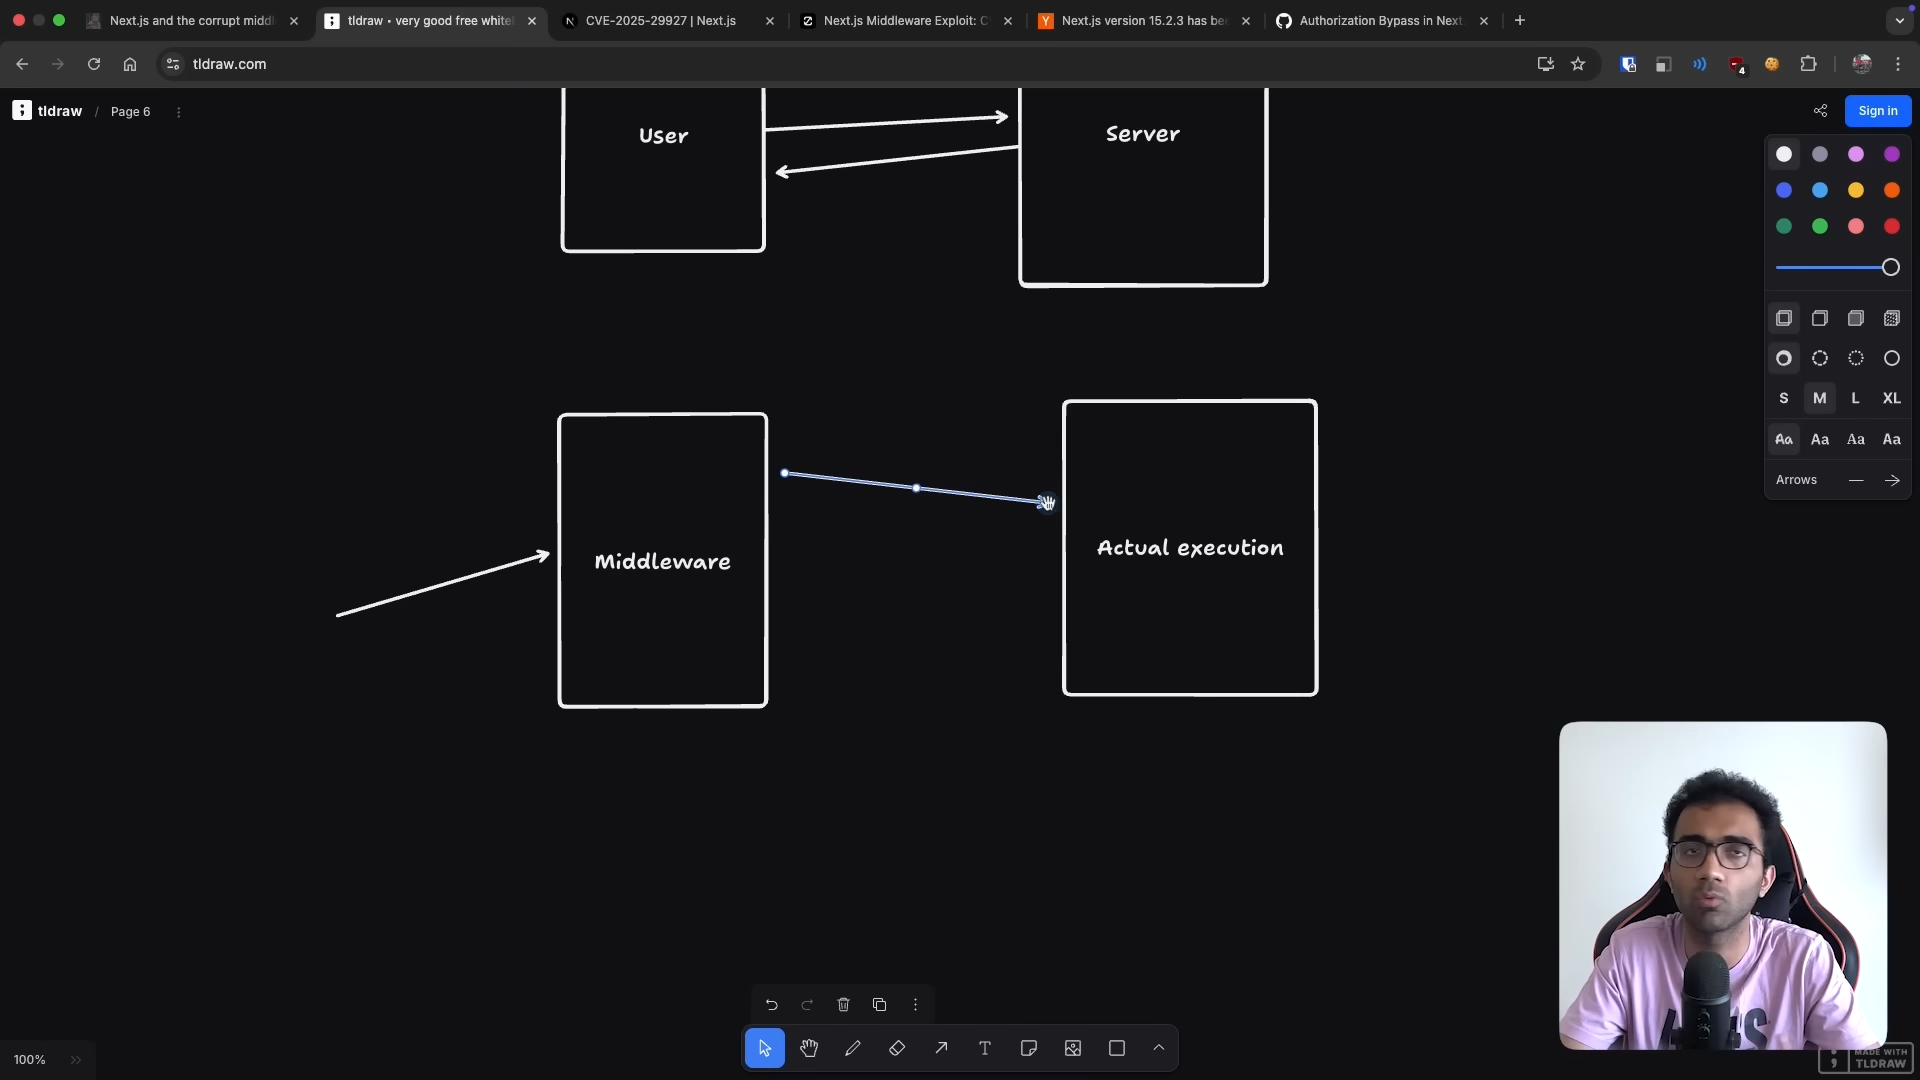 Next.js and the corrupt middl
tldraw • very good free white
CVE-2025-29927 | Next.js
Next.js Middleware Exploit: C
Next.js version 15.2.3 has be
Authorization Bypass in Next.
tldraw.com
4
tldraw / Page 6
Sign in
User
Server
S M L XL
Aa Aa Aa Aa
Arrows
Middleware
Actual execution
100%
MADE WITH
TLDRAW